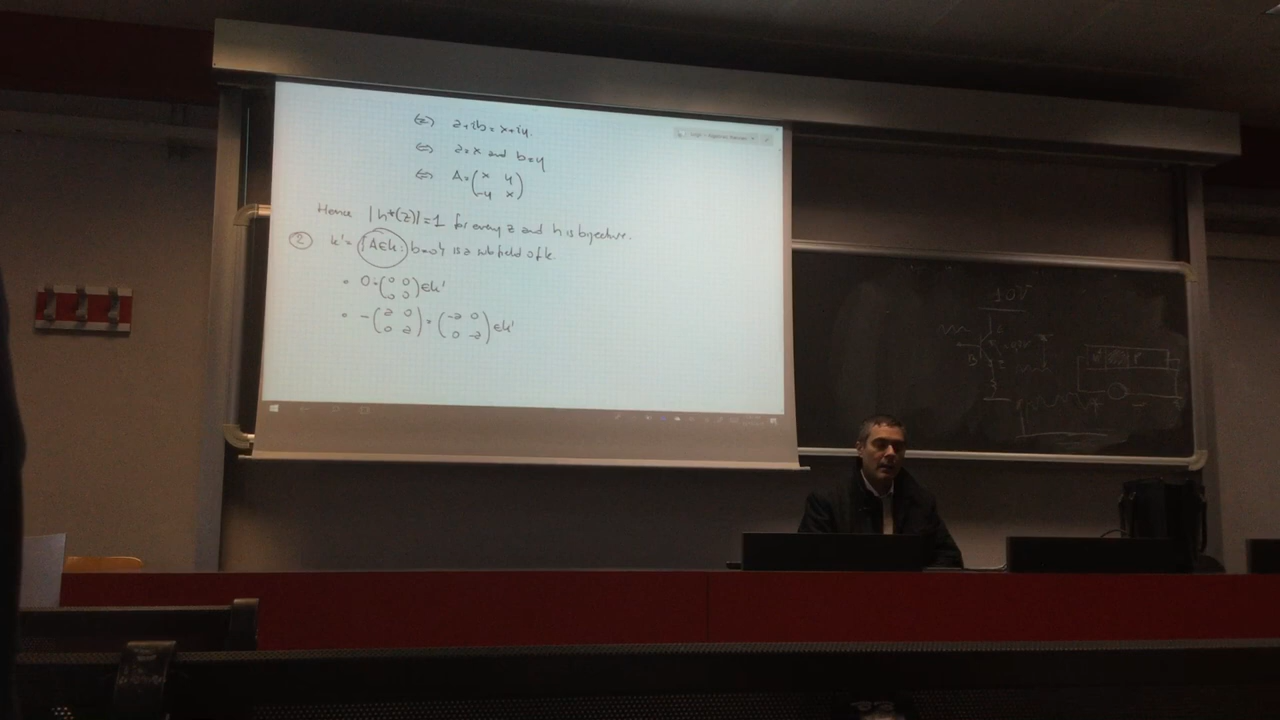 (=) a+ib=x+iy.
⇔ a=x and b=y
⇔ A=(x y
-y x)
Hence |h*(z)|=1 for every z and h is bijective.
② k'={A∈k: b=0} is a subfield of k.
• 0=(0 0
0 0)∈k'
• -(a 0
0 a)=(-a 0
0 -a)∈k'
10V
B